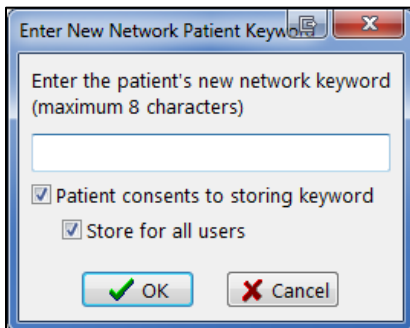 Enter New Network Patient Keyword
Enter the patient's new network keyword
(maximum 8 characters)
Patient consents to storing keyword
Store for all users
OK
Cancel